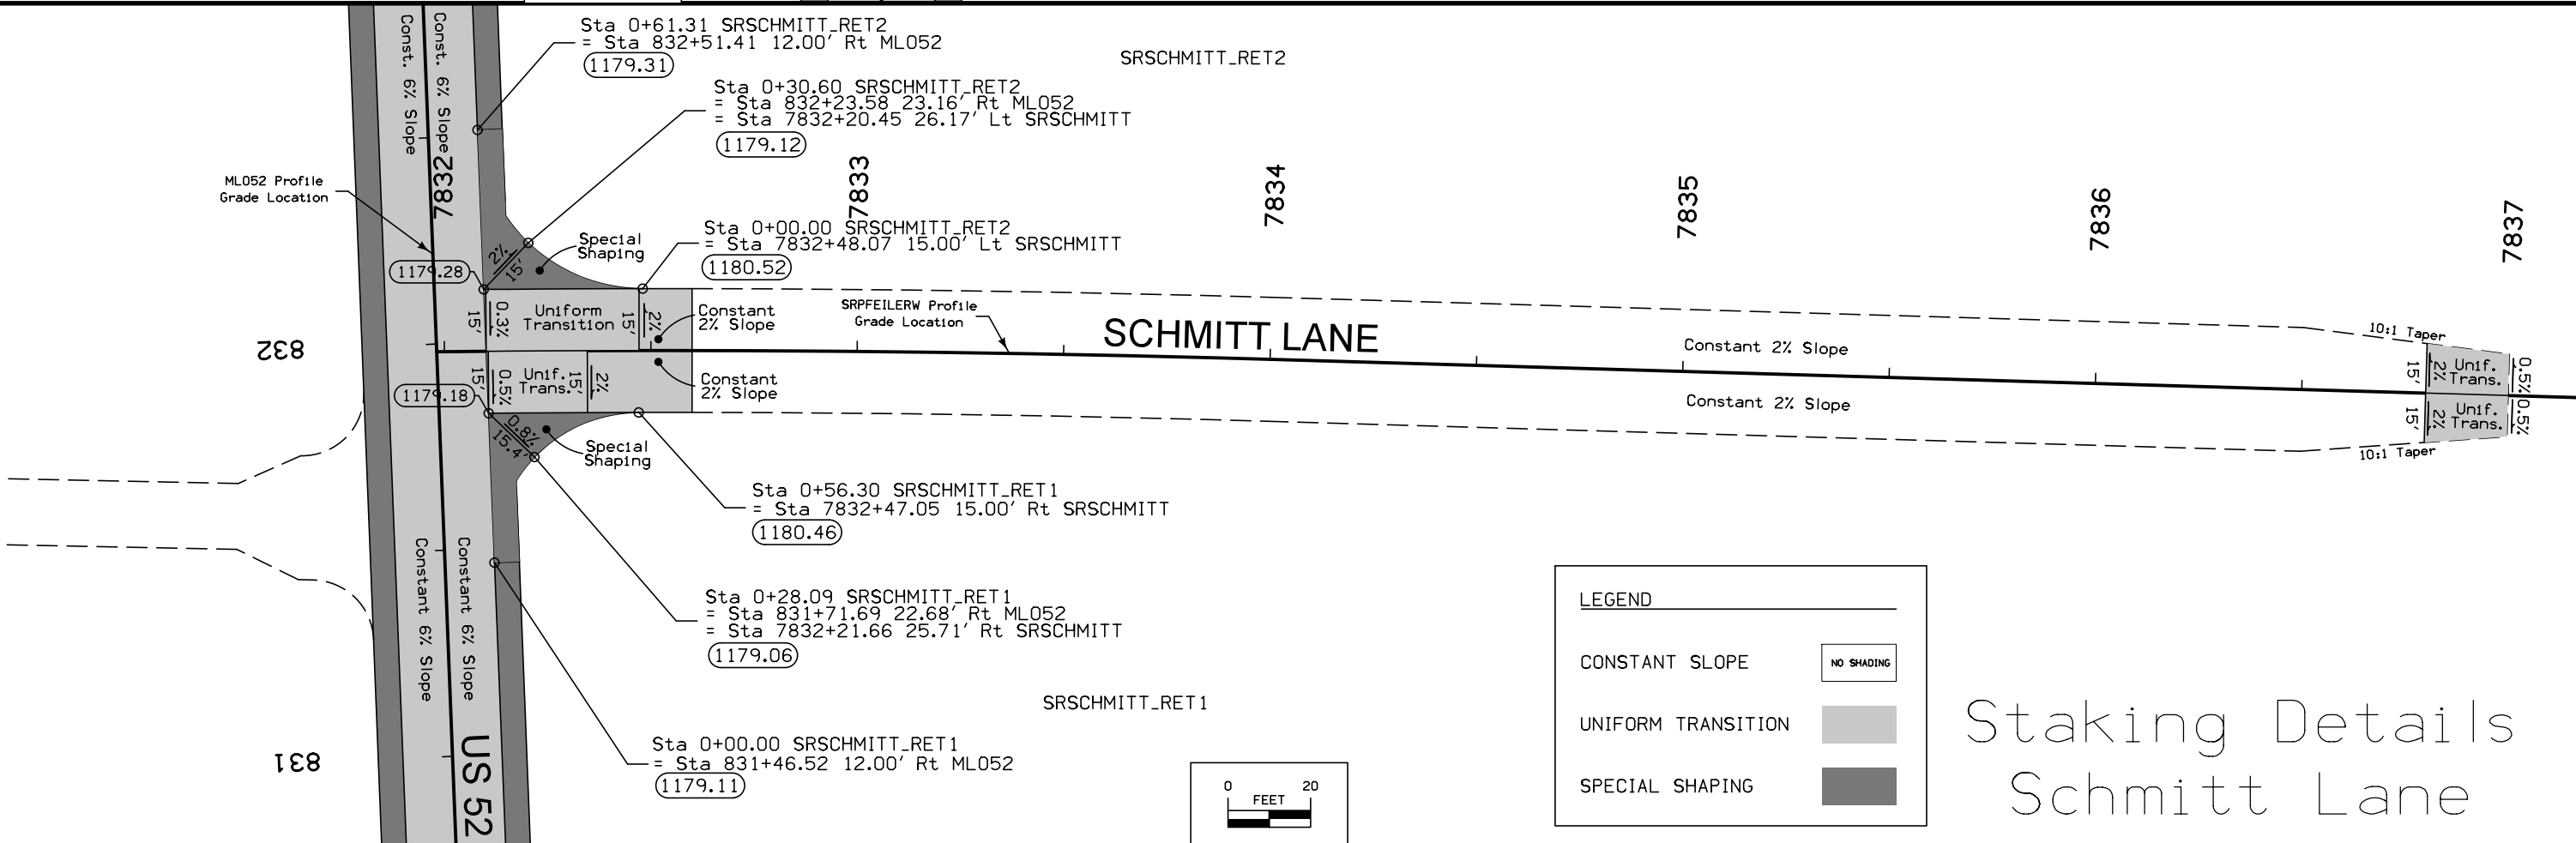 Sta 0+61.31 SRSCHMITT_RET2
= Sta 832+51.41 12.00' Rt ML052
1179.31
SRSCHMITT_RET2
Sta 0+30.60 SRSCHMITT_RET2
= Sta 832+23.58 23.16' Rt ML052
= Sta 7832+20.45 26.17' Lt SRSCHMITT
1179.12
Const. 6% Slope
Const. 6% Slope
7832
7833
7834
7835
7836
7837
ML052 Profile
Grade Location
Sta 0+00.00 SRSCHMITT_RET2
= Sta 7832+48.07 15.00' Lt SRSCHMITT
1180.52
Special
Shaping
2%
15'
1179.28
0.3%
15'
Uniform
Transition
15'
2%
Constant
2% Slope
SRPFEILERW Profile
Grade Location
SCHMITT LANE
Constant 2% Slope
10:1 Taper
15'
2%
Unif.
Trans.
0.5%
832
15'
0.5%
Unif.
Trans.
15'
2%
Constant
2% Slope
Constant 2% Slope
15'
2%
Unif.
Trans.
0.5%
10:1 Taper
1179.18
0.8%
15.4'
Special
Shaping
Sta 0+56.30 SRSCHMITT_RET1
= Sta 7832+47.05 15.00' Rt SRSCHMITT
1180.46
Constant 6% Slope
Constant 6% Slope
Sta 0+28.09 SRSCHMITT_RET1
= Sta 831+71.69 22.68' Rt ML052
= Sta 7832+21.66 25.71' Rt SRSCHMITT
1179.06
SRSCHMITT_RET1
831
US 52
Sta 0+00.00 SRSCHMITT_RET1
= Sta 831+46.52 12.00' Rt ML052
1179.11
0 20
FEET
LEGEND
CONSTANT SLOPE
NO SHADING
UNIFORM TRANSITION
SPECIAL SHAPING
Staking Details
Schmitt Lane